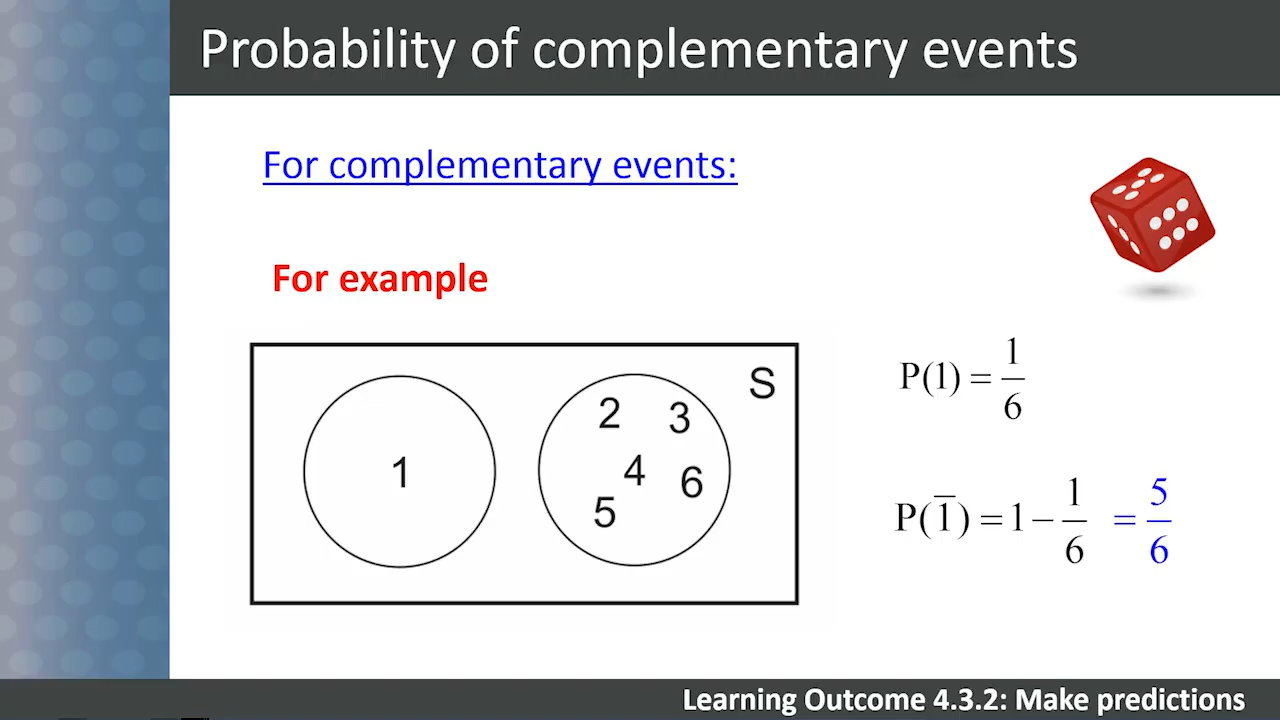 Probability of complementary events
For complementary events:
For example
S
1
2 3
4 6
5
P(1) = 1/6
P(1̅) = 1 − 1/6 = 5/6
Learning Outcome 4.3.2: Make predictions